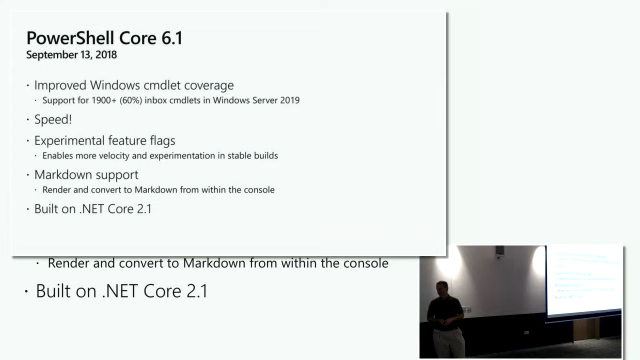 PowerShell Core 6.1
September 13, 2018
· Improved Windows cmdlet coverage
· Support for 1900+ (60%) inbox cmdlets in Windows Server 2019
· Speed!
· Experimental feature flags
· Enables more velocity and experimentation in stable builds
· Markdown support
· Render and convert to Markdown from within the console
· Built on .NET Core 2.1
· Render and convert to Markdown from within the console
· Built on .NET Core 2.1